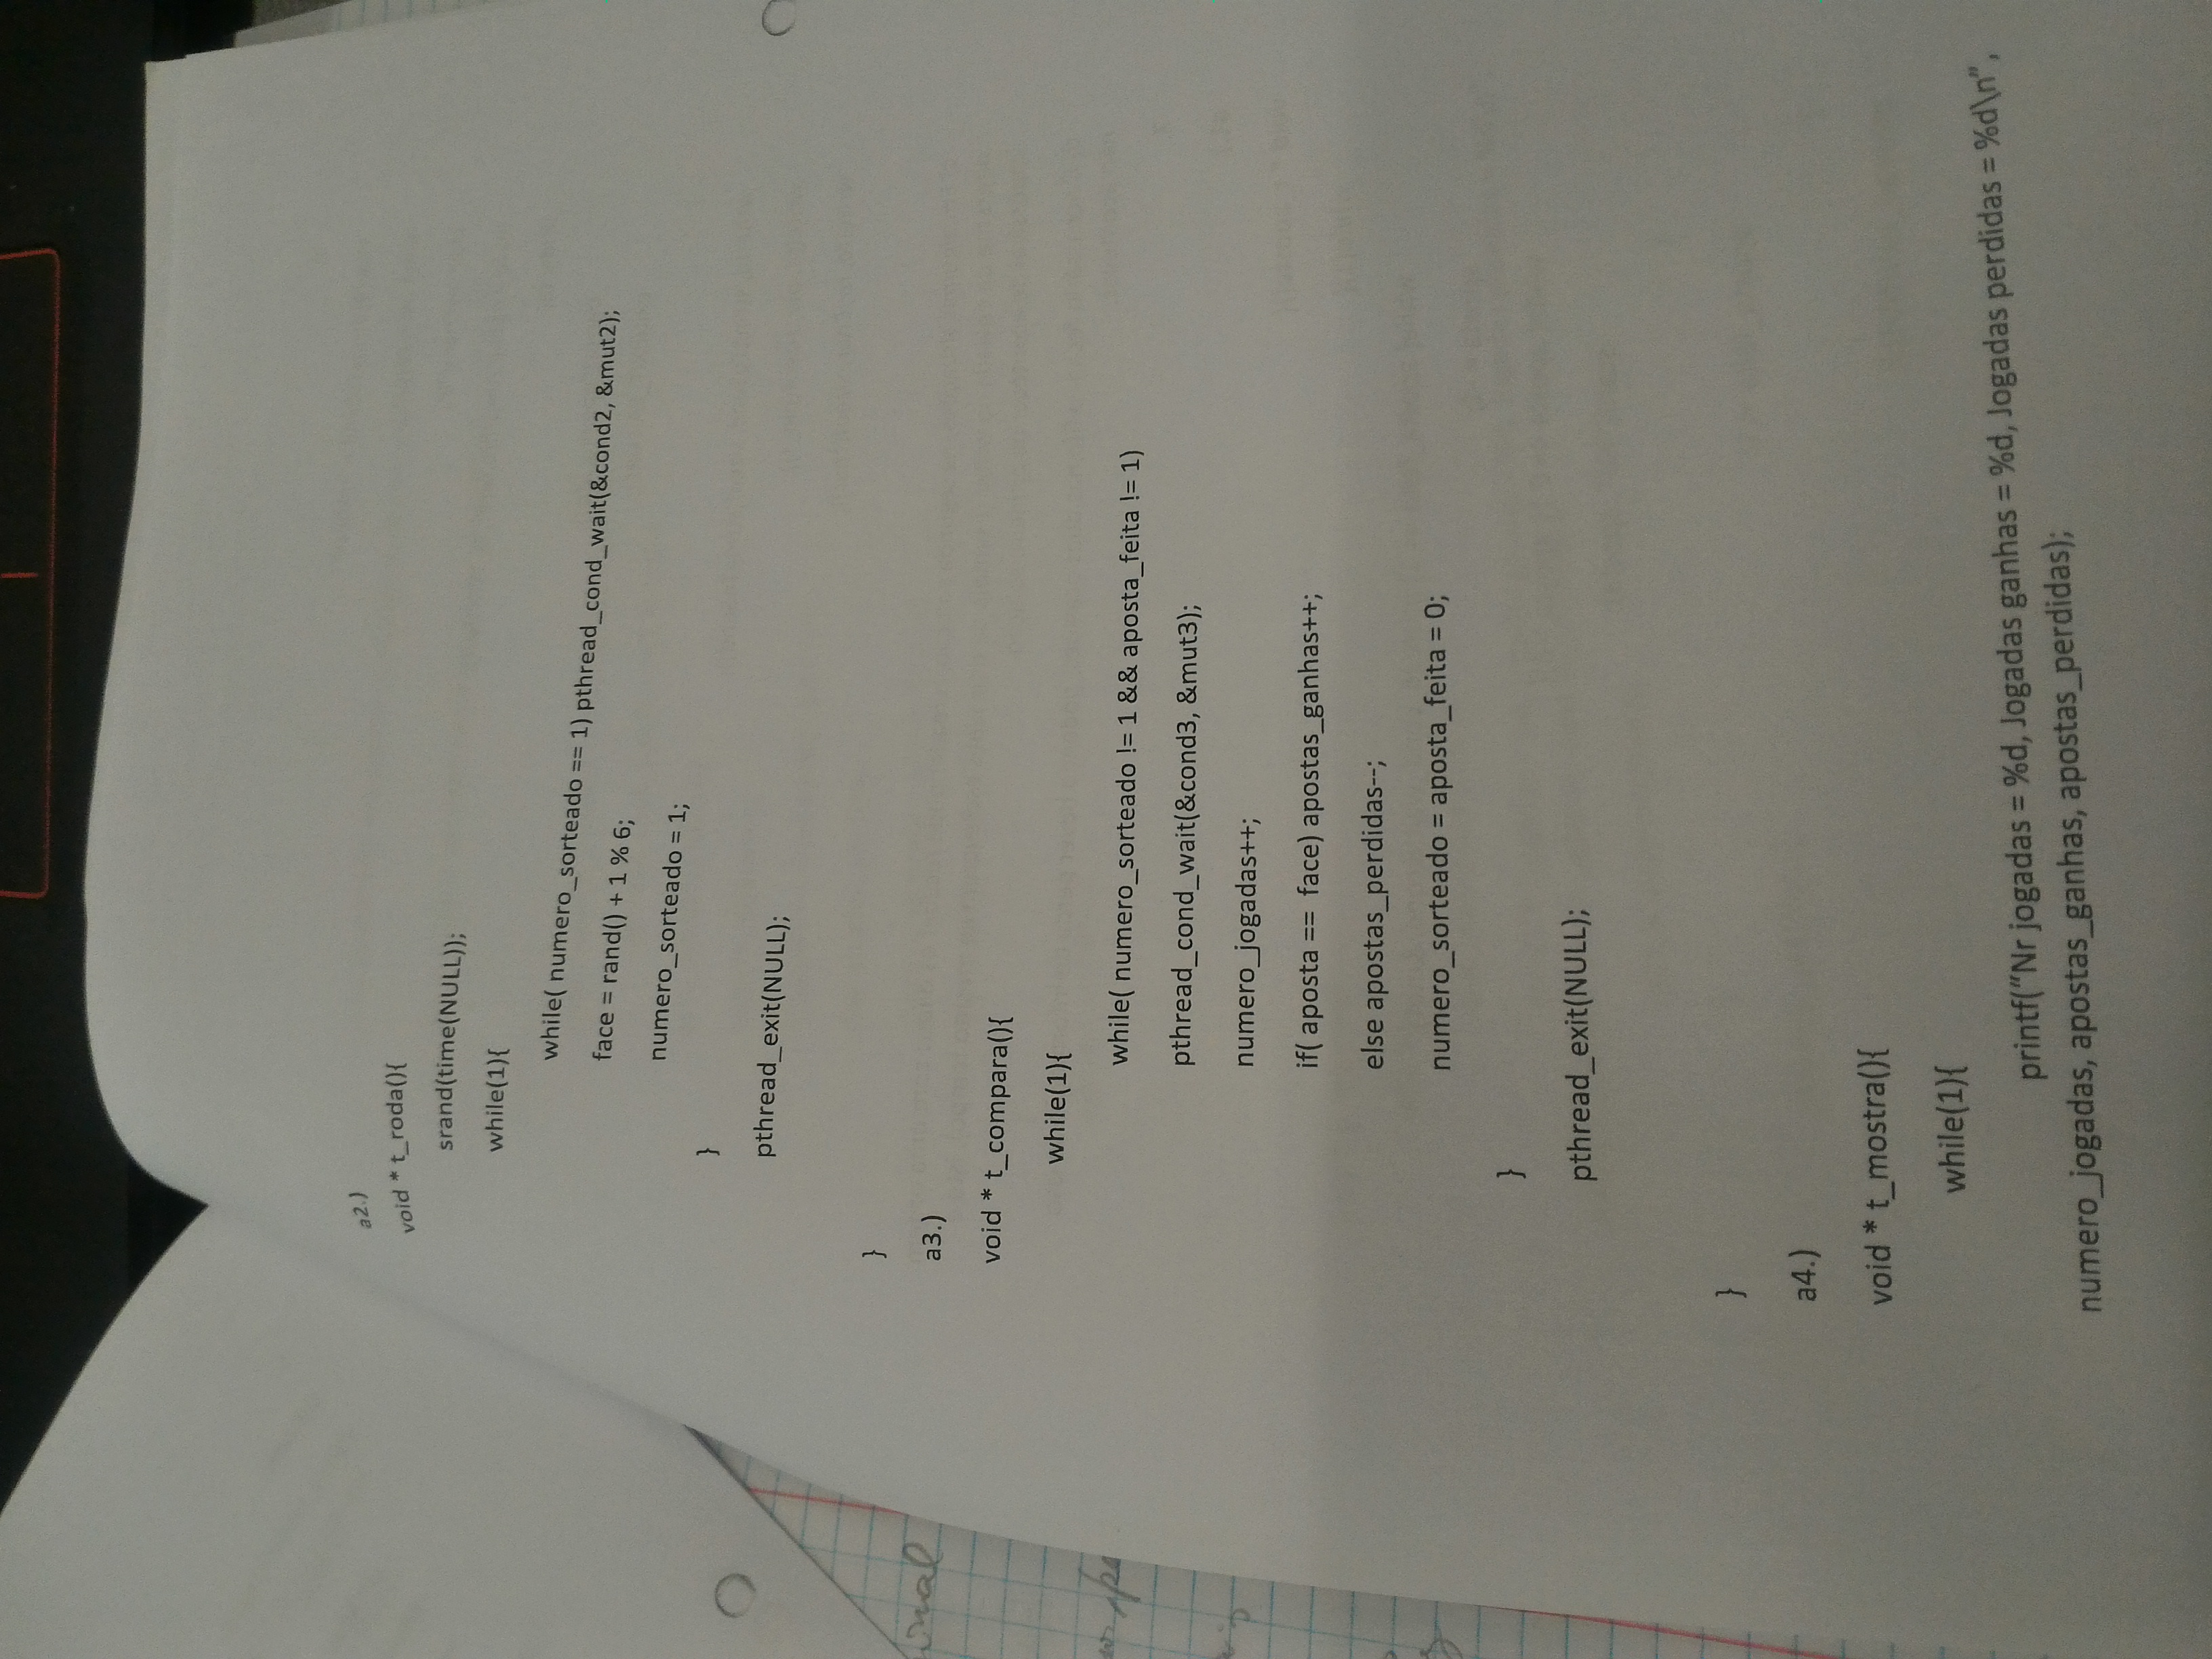 a2.)
void * t_roda(){
srand(time(NULL));
while(1){
while( numero_sorteado == 1) pthread_cond_wait(&cond2, &mut2);
face = rand() + 1 % 6;
numero_sorteado = 1;
}
pthread_exit(NULL);
}
a3.)
void * t_compara(){
while(1){
while( numero_sorteado != 1 && aposta_feita != 1)
pthread_cond_wait(&cond3, &mut3);
numero_jogadas++;
if( aposta ==  face) apostas_ganhas++;
else apostas_perdidas--;
numero_sorteado = aposta_feita = 0;
}
pthread_exit(NULL);
}
a4.)
void * t_mostra(){
while(1){
printf(“Nr jogadas = %d, Jogadas ganhas = %d, Jogadas perdidas = %d\n”,
numero_jogadas, apostas_ganhas, apostas_perdidas);